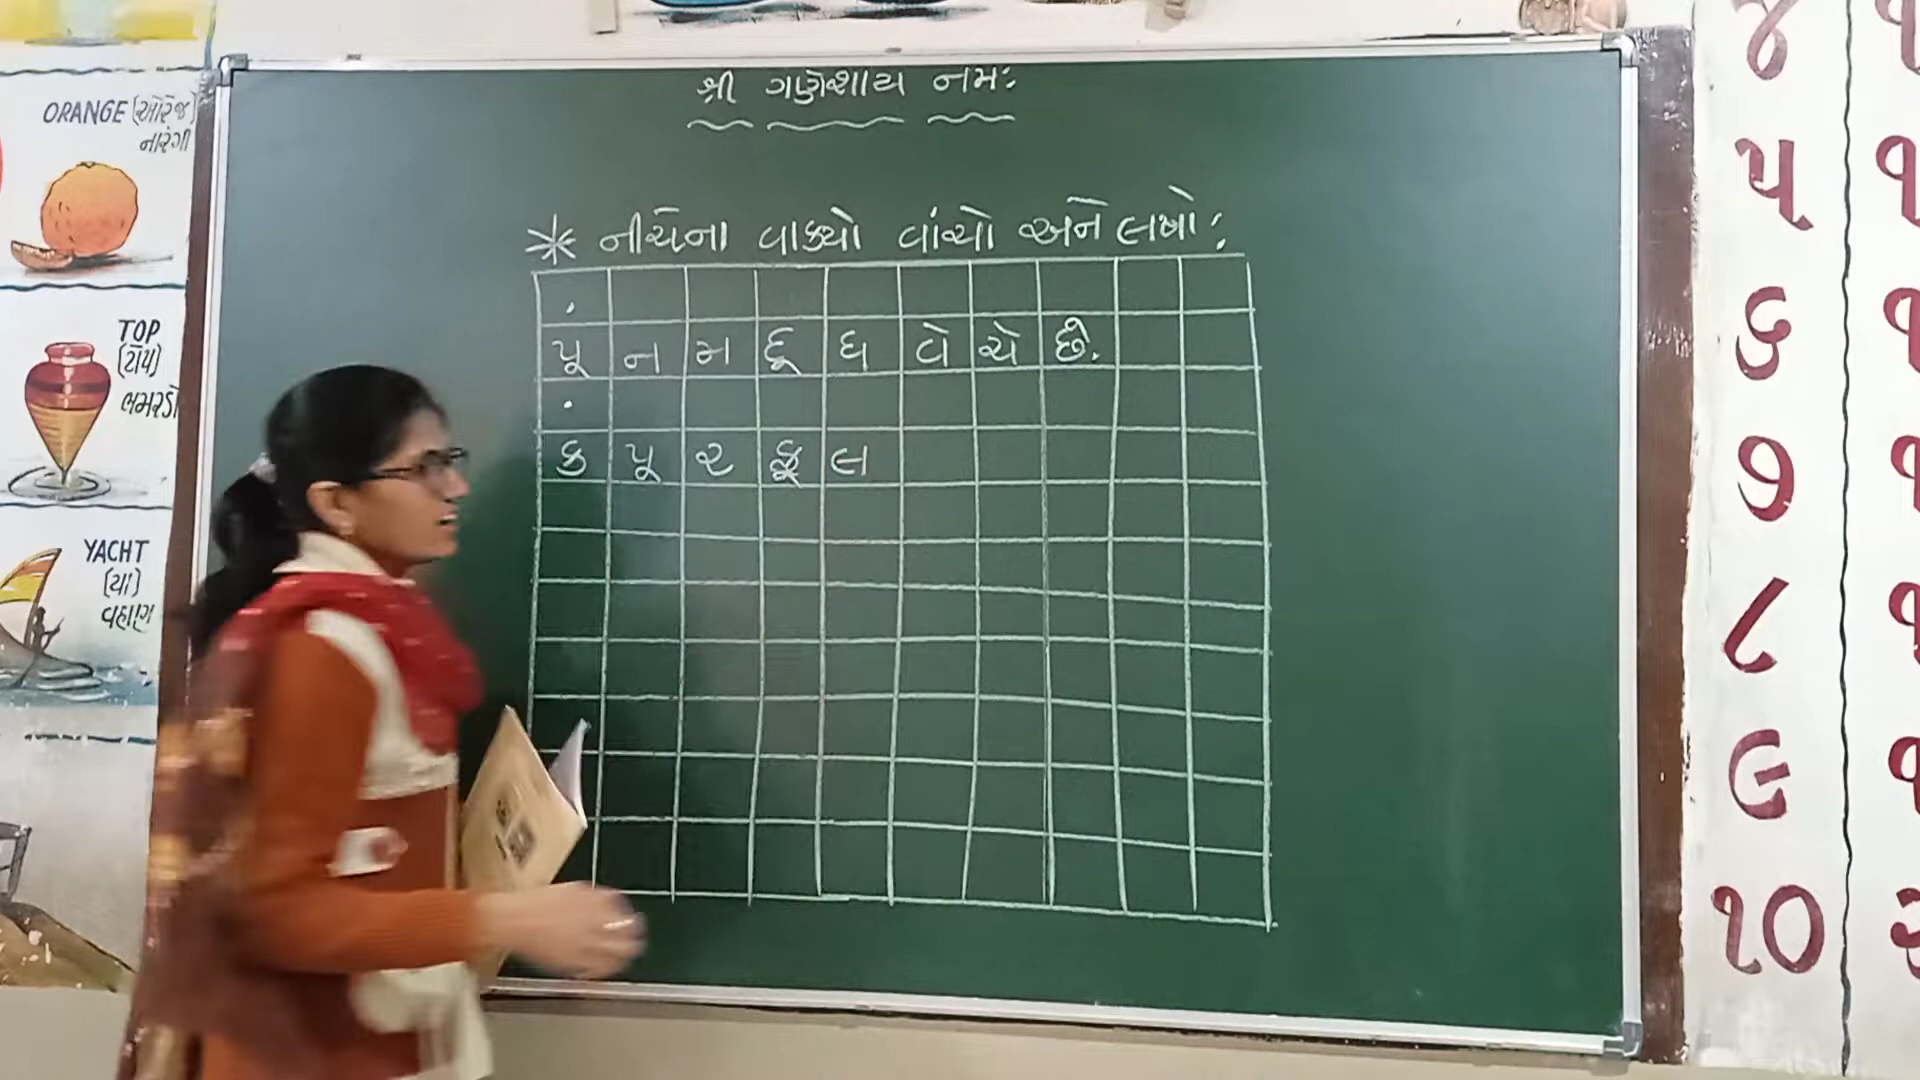 શ્રી ગણેશાય નમઃ
* નીચેના વાક્યો વાંચો અને લખો:
પૂ ન મ દૂ ધ વે ચે છે.
ક પૂ ર ફૂ લ
ORANGE (ઓરેંજ)
નારંગી
TOP
(ટોપ)
ભમરડો
YACHT
(યા)
વહાણ
૪
૫
૬
૭
૮
૯
૧૦